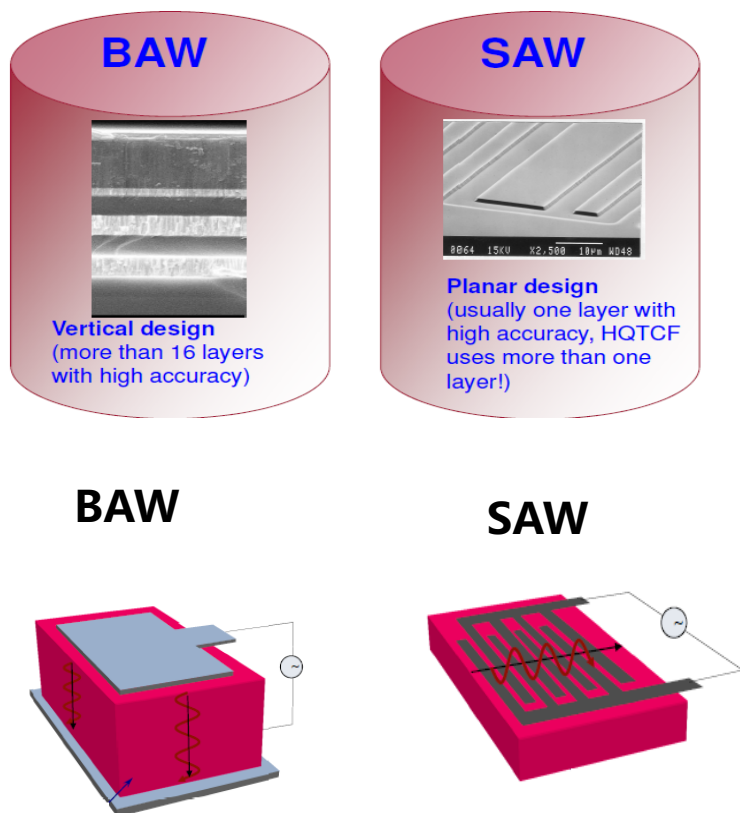 BAW
SAW
0064 15KV X2,500 10μm WD48
Vertical design
(more than 16 layers
with high accuracy)
Planar design
(usually one layer with
high accuracy, HQTCF
uses more than one
layer!)
BAW
SAW
~
~